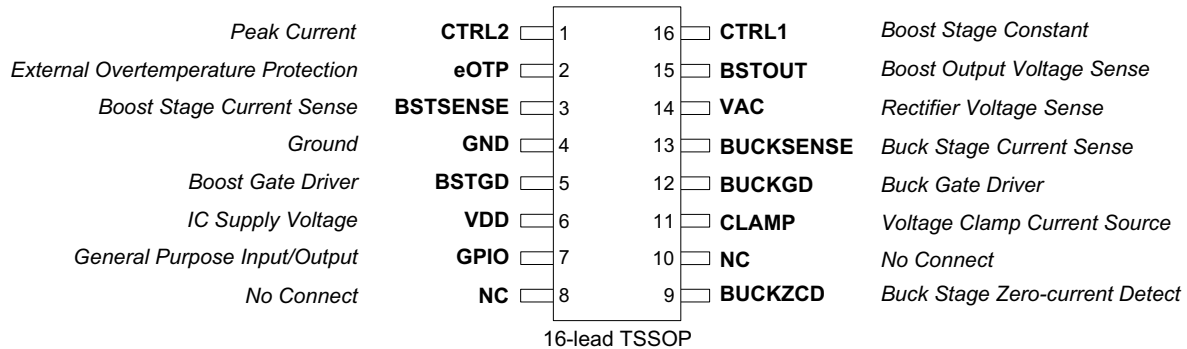 Peak Current CTRL2 1 16 CTRL1 Boost Stage Constant
External Overtemperature Protection eOTP 2 15 BSTOUT Boost Output Voltage Sense
Boost Stage Current Sense BSTSENSE 3 14 VAC Rectifier Voltage Sense
Ground GND 4 13 BUCKSENSE Buck Stage Current Sense
Boost Gate Driver BSTGD 5 12 BUCKGD Buck Gate Driver
IC Supply Voltage VDD 6 11 CLAMP Voltage Clamp Current Source
General Purpose Input/Output GPIO 7 10 NC No Connect
No Connect NC 8 9 BUCKZCD Buck Stage Zero-current Detect
16-lead TSSOP